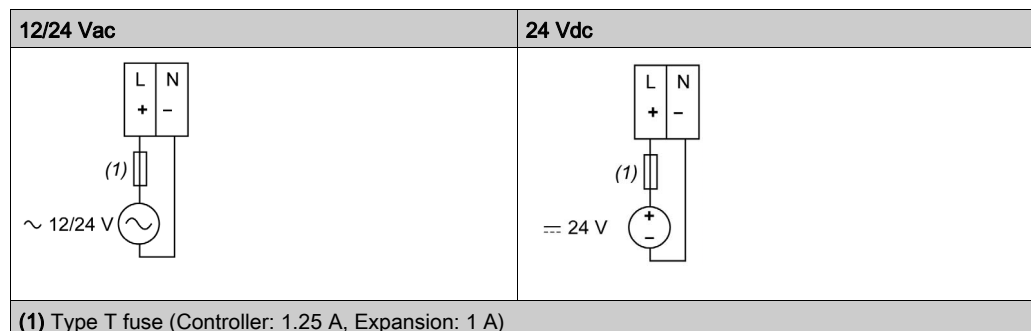 12/24 Vac
24 Vdc
L N
+ –
(1)
~ 12/24 V
L N
+ –
(1)
⎓ 24 V
+
–
(1) Type T fuse (Controller: 1.25 A, Expansion: 1 A)